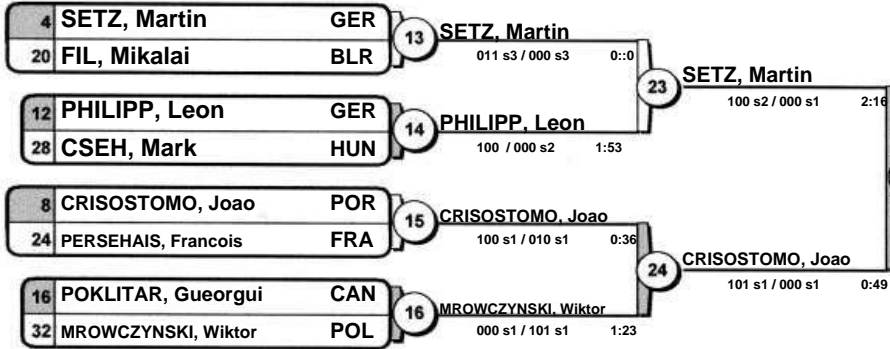 4 SETZ, Martin GER
20 FIL, Mikalai BLR
13
SETZ, Martin
011 s3 / 000 s3 0::0
12 PHILIPP, Leon GER
28 CSEH, Mark HUN
14
PHILIPP, Leon
100 / 000 s2 1:53
23
SETZ, Martin
100 s2 / 000 s1 2:16
8 CRISOSTOMO, Joao POR
24 PERSEHAIS, Francois FRA
15
CRISOSTOMO, Joao
100 s1 / 010 s1 0:36
16 POKLITAR, Gueorgui CAN
32 MROWCZYNSKI, Wiktor POL
16
MROWCZYNSKI, Wiktor
000 s1 / 101 s1 1:23
24
CRISOSTOMO, Joao
101 s1 / 000 s1 0:49